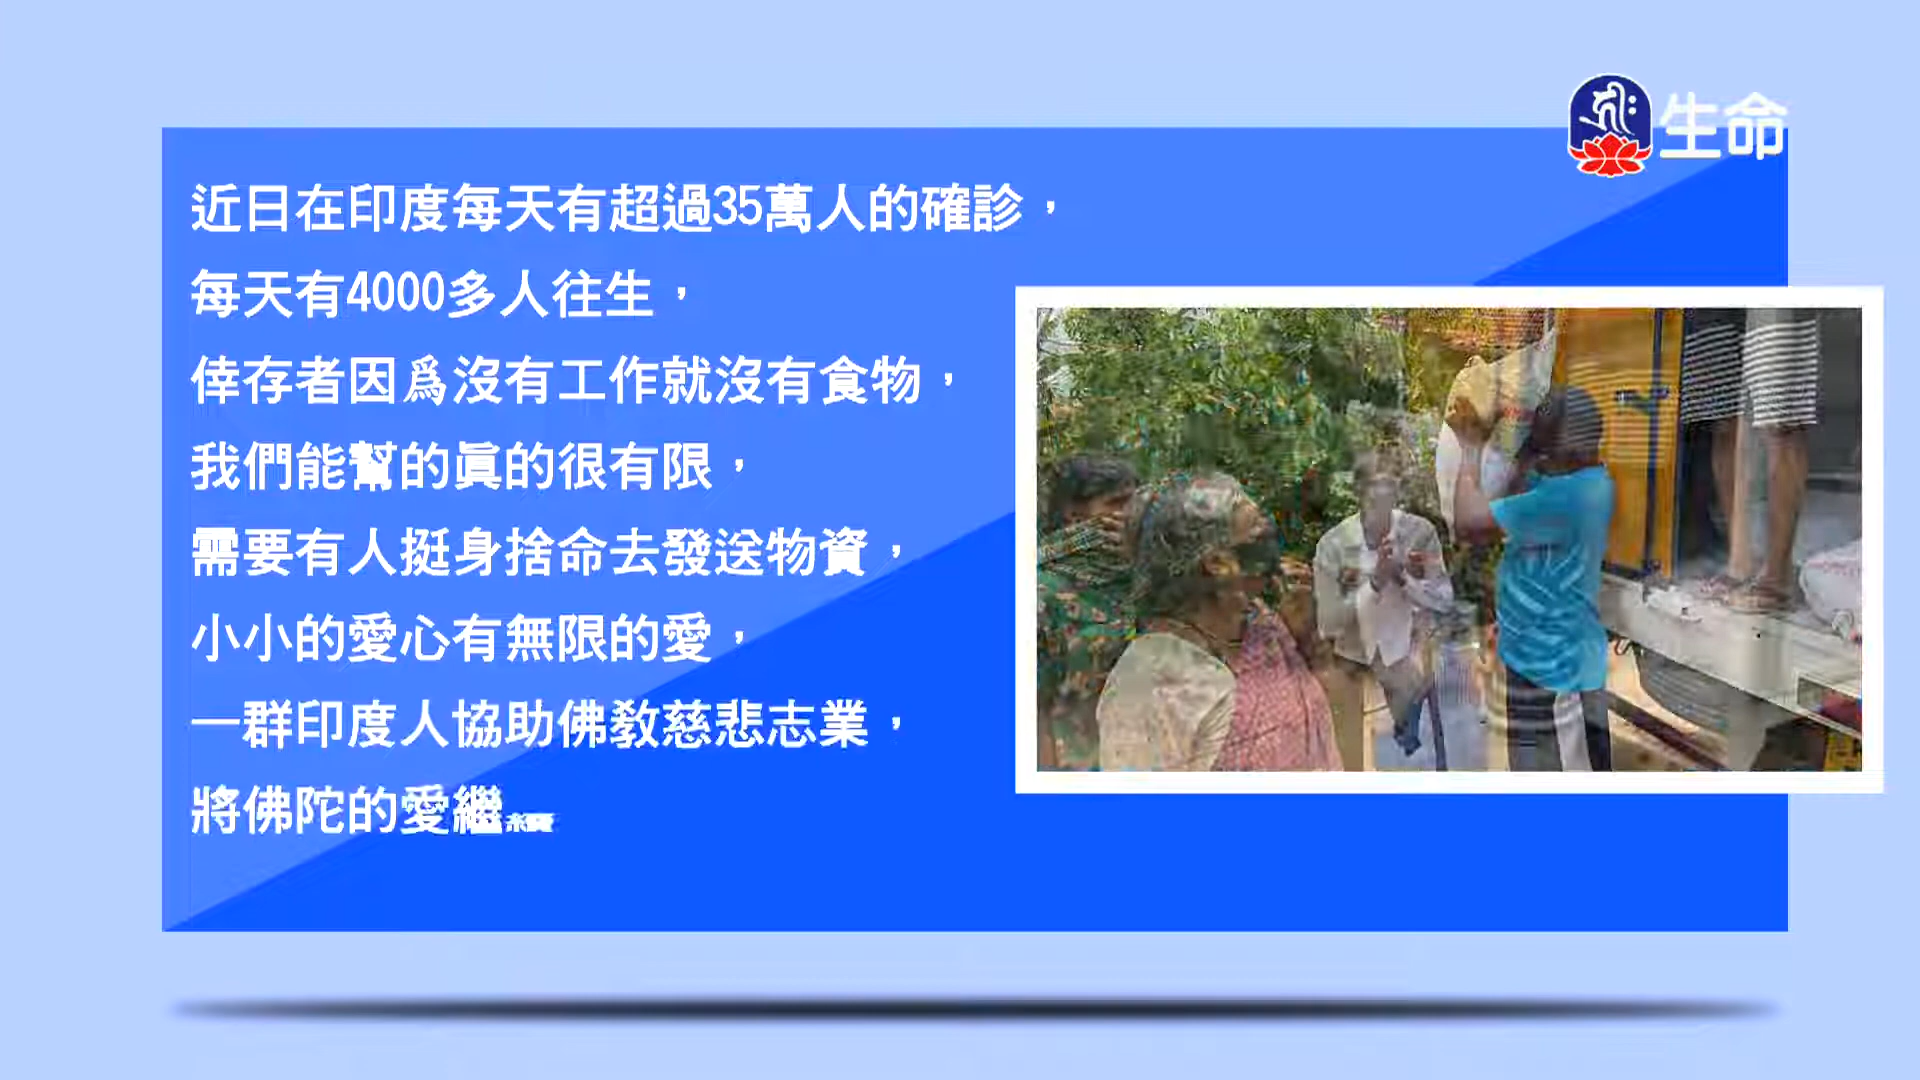 生命
近日在印度每天有超過35萬人的確診，
每天有4000多人往生，
倖存者因爲沒有工作就沒有食物，
我們能幫的眞的很有限，
需要有人挺身捨命去發送物資，
小小的愛心有無限的愛，
一群印度人協助佛敎慈悲志業，
將佛陀的愛繼